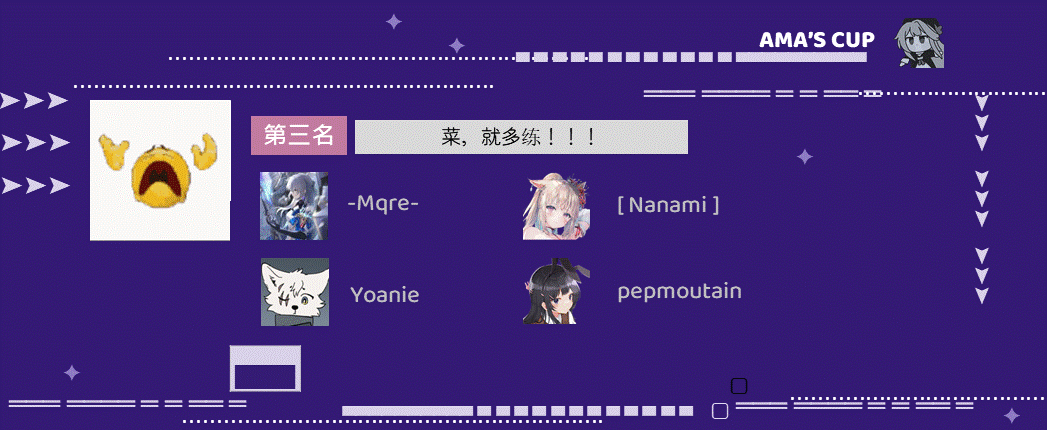 AMA'S CUP
第三名
菜，就多练！！！
-Mqre-
[ Nanami ]
Yoanie
pepmoutain